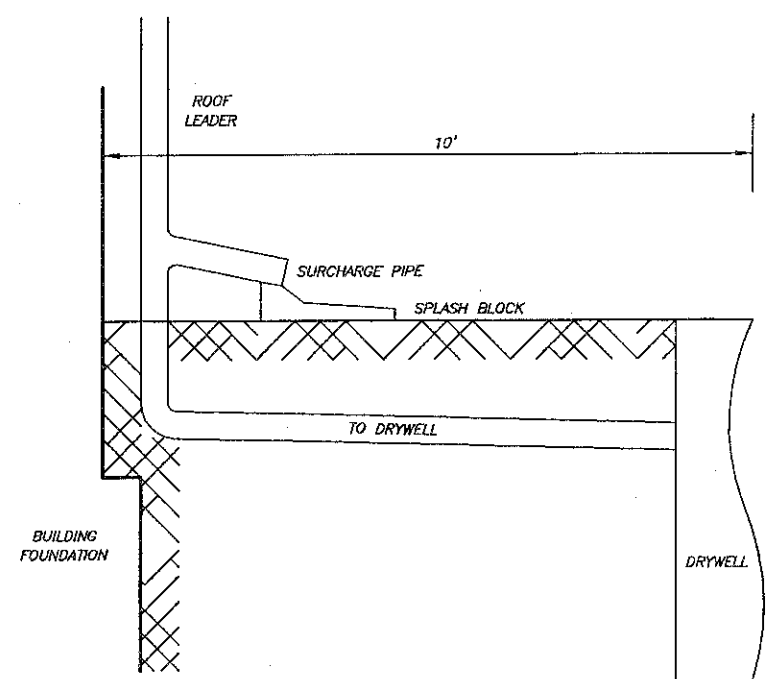 ROOF
LEADER
10'
SURCHARGE PIPE
SPLASH BLOCK
TO DRYWELL
BUILDING
FOUNDATION
DRYWELL